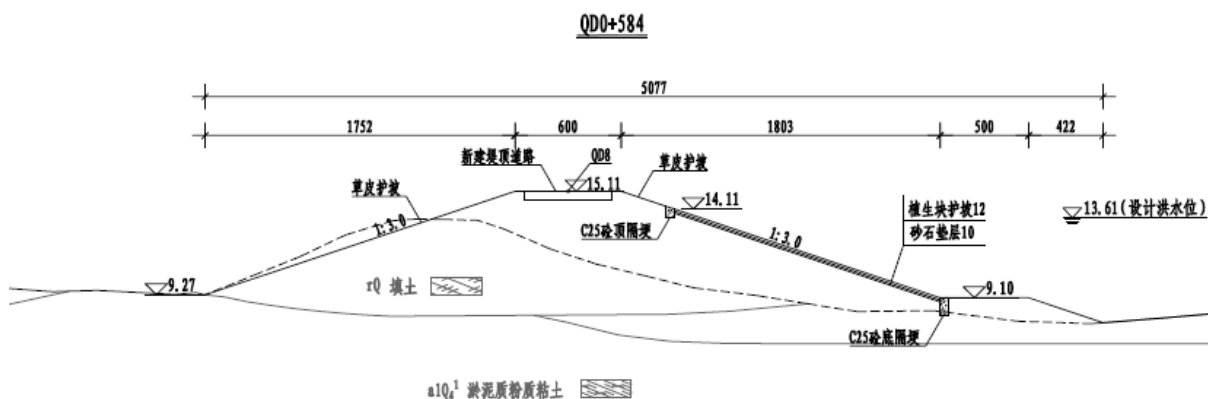 QD0+584
5077
1752
600
1803
500
422
新建堤顶道路
QD8
草皮护坡
15.11
草皮护坡
14.11
植生块护坡12
砂石垫层10
13.61(设计洪水位)
1:3.0
C25砼顶隔埂
1:3.0
9.27
rQ 填土
9.10
C25砼底隔埂
alQ₄¹ 淤泥质粉质粘土